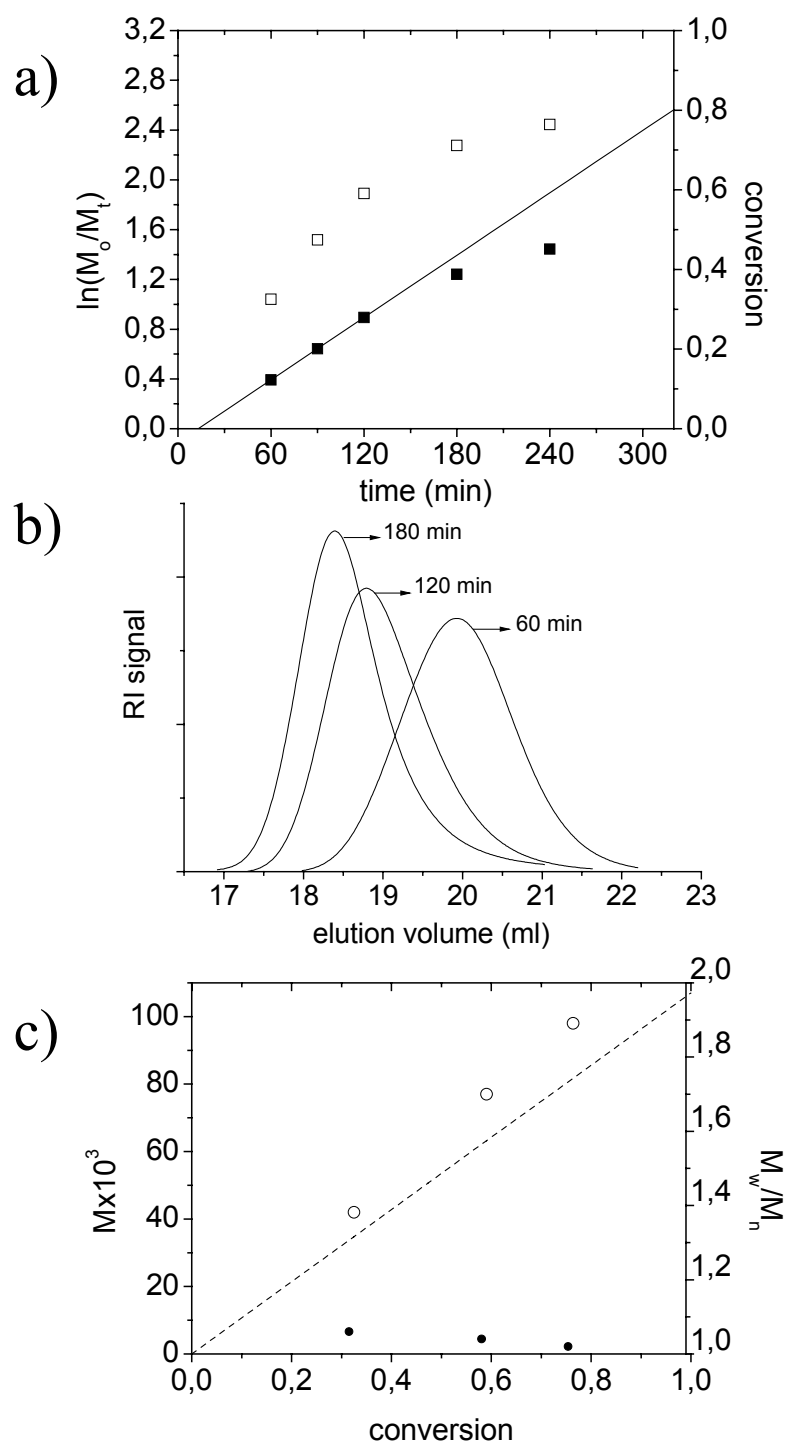 a)
3,2
2,8
2,4
2,0
1,6
1,2
0,8
0,4
0,0
ln(Mo/Mt)
1,0
0,8
0,6
0,4
0,2
0,0
conversion
0 60 120 180 240 300
time (min)
b)
180 min
120 min
60 min
RI signal
17 18 19 20 21 22 23
elution volume (ml)
c)
100
80
60
40
20
0
Mx10³
2,0
1,8
1,6
1,4
1,2
1,0
Mw/Mn
0,0 0,2 0,4 0,6 0,8 1,0
conversion